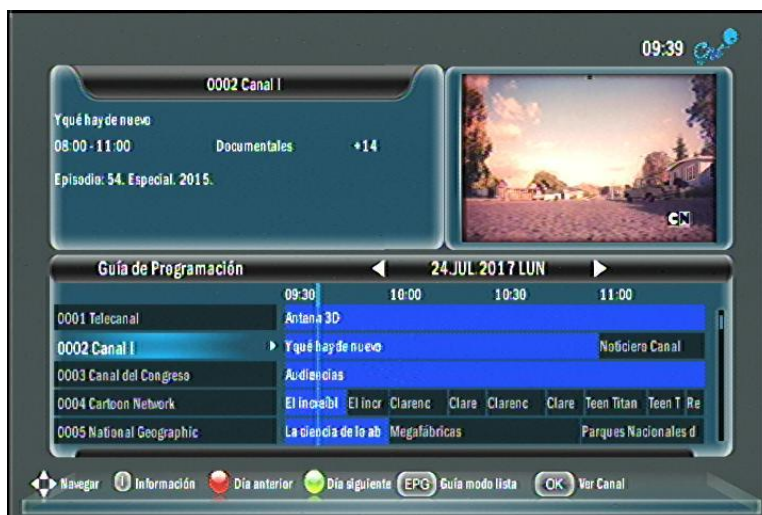 09:39 Cnt
0002 Canal I
Y qué hay de nuevo
08:00 - 11:00 Documentales +14
Episodio: 54. Especial. 2015.
CN
Guía de Programación 24.JUL.2017 LUN
09:30 10:00 10:30 11:00
0001 Telecanal Antena 3D
0002 Canal I Y qué hay de nuevo Noticiero Canal
0003 Canal del Congreso Audiencias
0004 Cartoon Network El increíbl El incr Clarenc Clare Clarenc Clare Teen Titan Teen T Re
0005 National Geographic La ciencia de lo ab Megafábricas Parques Nacionales d
Navegar Información Día anterior Día siguiente EPG Guía modo lista OK Ver Canal